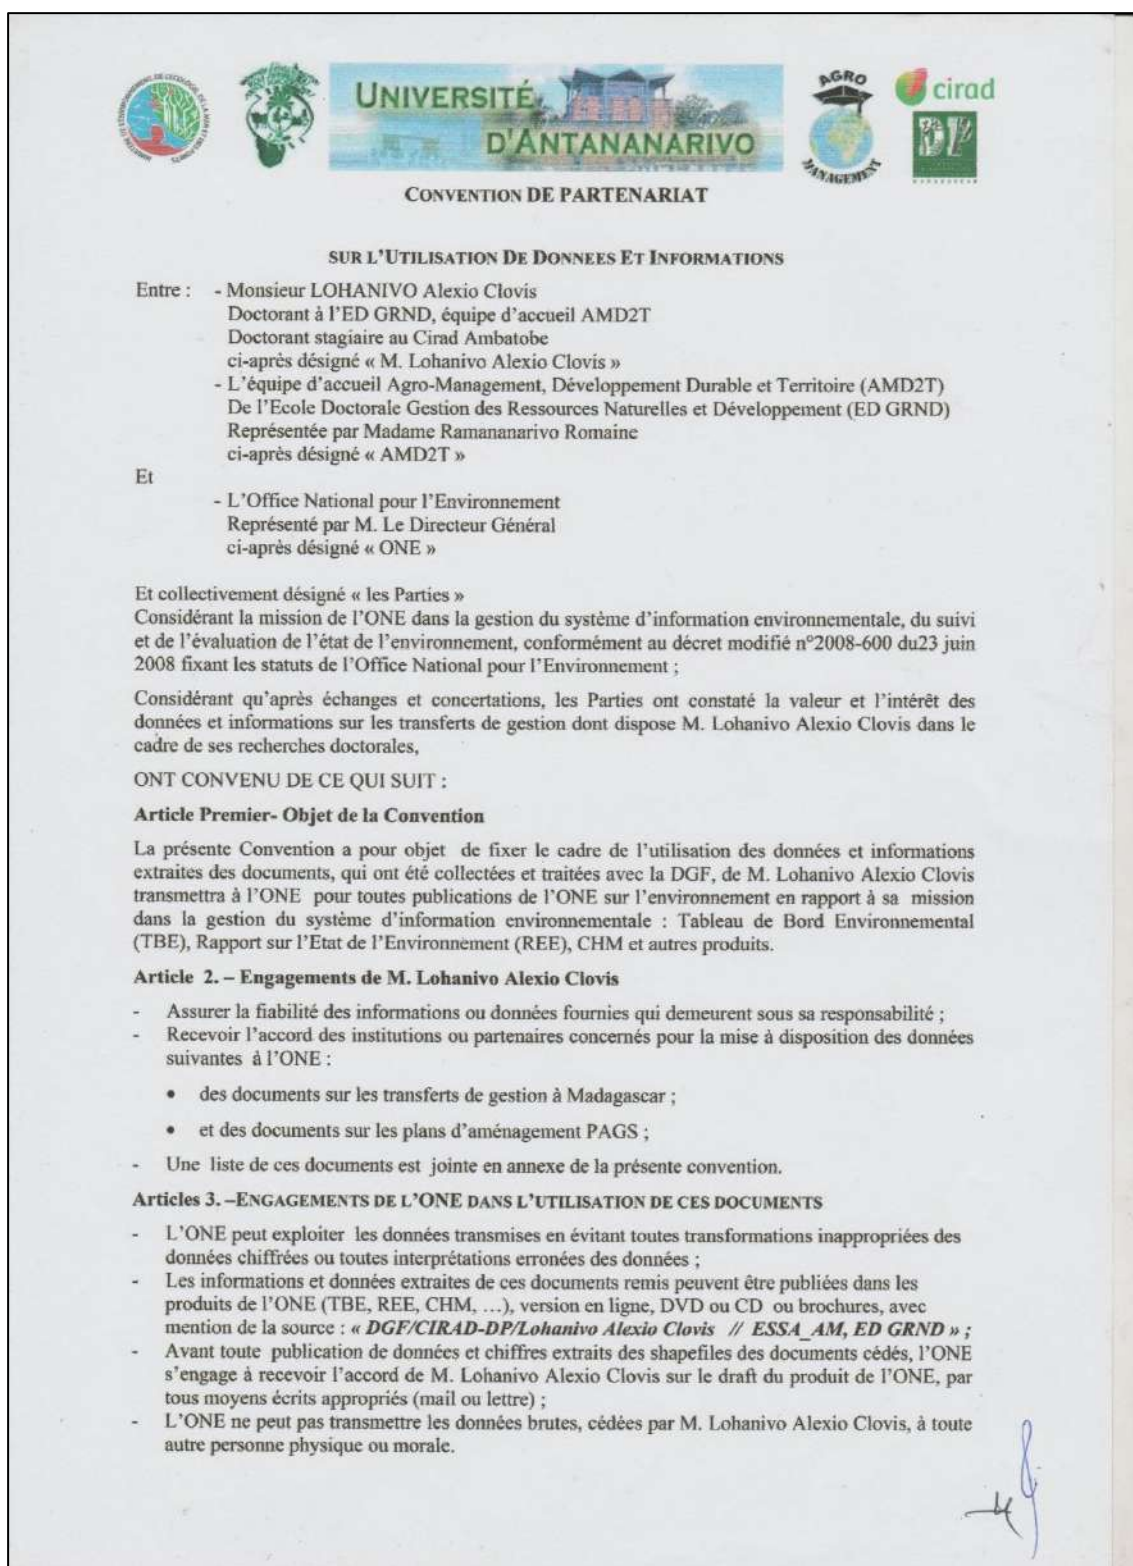 MINISTERE DE L'ENVIRONNEMENT, DE L'ECOLOGIE, DE LA MER ET DES FORETS
UNIVERSITÉ
D'ANTANANARIVO
AGRO
MANAGEMENT
cirad
DP
MADAGASCAR
CONVENTION DE PARTENARIAT
SUR L'UTILISATION DE DONNEES ET INFORMATIONS
Entre : - Monsieur LOHANIVO Alexio Clovis
Doctorant à l'ED GRND, équipe d'accueil AMD2T
Doctorant stagiaire au Cirad Ambatobe
ci-après désigné « M. Lohanivo Alexio Clovis »
- L'équipe d'accueil Agro-Management, Développement Durable et Territoire (AMD2T)
De l'Ecole Doctorale Gestion des Ressources Naturelles et Développement (ED GRND)
Représentée par Madame Ramananarivo Romaine
ci-après désigné « AMD2T »
Et
- L'Office National pour l'Environnement
Représenté par M. Le Directeur Général
ci-après désigné « ONE »
Et collectivement désigné « les Parties »
Considérant la mission de l'ONE dans la gestion du système d'information environnementale, du suivi
et de l'évaluation de l'état de l'environnement, conformément au décret modifié n°2008-600 du23 juin
2008 fixant les statuts de l'Office National pour l'Environnement ;
Considérant qu'après échanges et concertations, les Parties ont constaté la valeur et l'intérêt des
données et informations sur les transferts de gestion dont dispose M. Lohanivo Alexio Clovis dans le
cadre de ses recherches doctorales,
ONT CONVENU DE CE QUI SUIT :
Article Premier- Objet de la Convention
La présente Convention a pour objet de fixer le cadre de l'utilisation des données et informations
extraites des documents, qui ont été collectées et traitées avec la DGF, de M. Lohanivo Alexio Clovis
transmettra à l'ONE pour toutes publications de l'ONE sur l'environnement en rapport à sa mission
dans la gestion du système d'information environnementale : Tableau de Bord Environnemental
(TBE), Rapport sur l'Etat de l'Environnement (REE), CHM et autres produits.
Article 2. – Engagements de M. Lohanivo Alexio Clovis
- Assurer la fiabilité des informations ou données fournies qui demeurent sous sa responsabilité ;
- Recevoir l'accord des institutions ou partenaires concernés pour la mise à disposition des données
suivantes à l'ONE :
• des documents sur les transferts de gestion à Madagascar ;
• et des documents sur les plans d'aménagement PAGS ;
- Une liste de ces documents est jointe en annexe de la présente convention.
Articles 3. –ENGAGEMENTS DE L'ONE DANS L'UTILISATION DE CES DOCUMENTS
- L'ONE peut exploiter les données transmises en évitant toutes transformations inappropriées des
données chiffrées ou toutes interprétations erronées des données ;
- Les informations et données extraites de ces documents remis peuvent être publiées dans les
produits de l'ONE (TBE, REE, CHM, …), version en ligne, DVD ou CD ou brochures, avec
mention de la source : « DGF/CIRAD-DP/Lohanivo Alexio Clovis // ESSA_AM, ED GRND » ;
- Avant toute publication de données et chiffres extraits des shapefiles des documents cédés, l'ONE
s'engage à recevoir l'accord de M. Lohanivo Alexio Clovis sur le draft du produit de l'ONE, par
tous moyens écrits appropriés (mail ou lettre) ;
- L'ONE ne peut pas transmettre les données brutes, cédées par M. Lohanivo Alexio Clovis, à toute
autre personne physique ou morale.